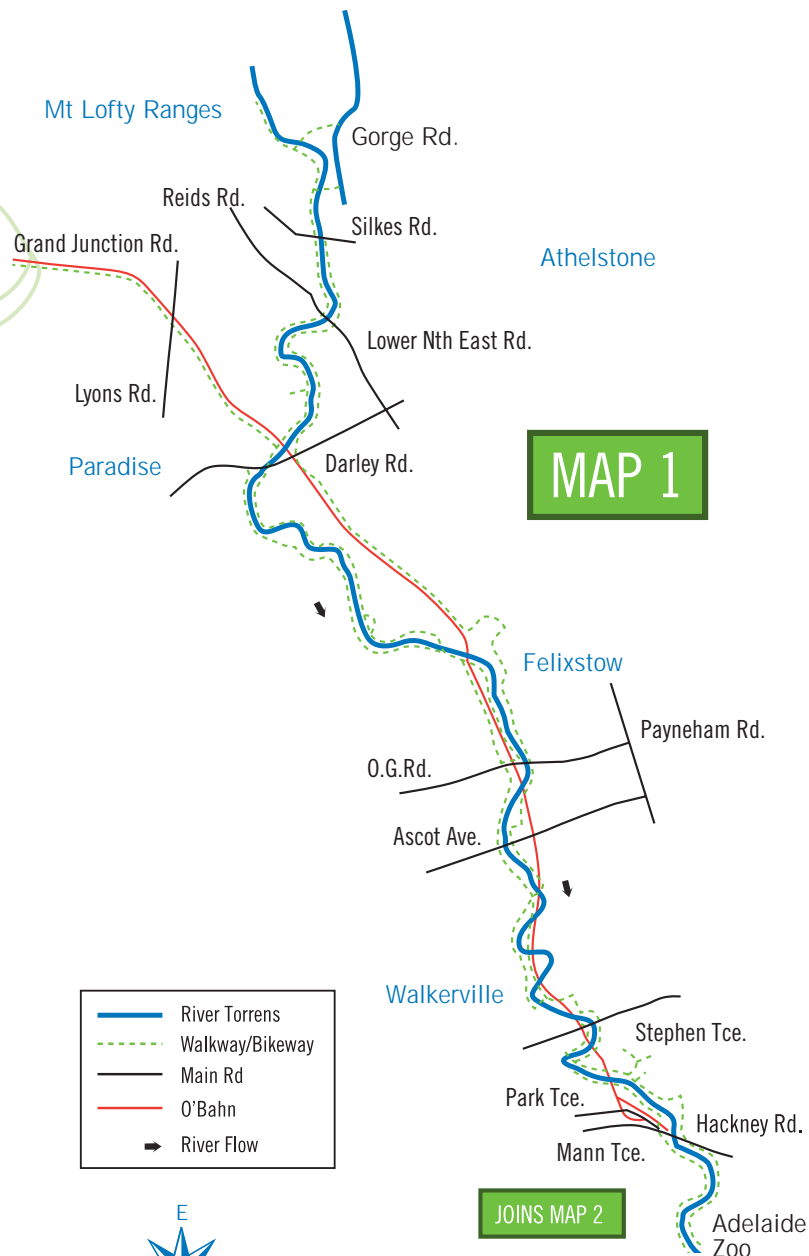 Mt Lofty Ranges
Gorge Rd.
Reids Rd.
Silkes Rd.
Grand Junction Rd.
Athelstone
Lower Nth East Rd.
Lyons Rd.
Paradise
Darley Rd.
MAP 1
Felixstow
Payneham Rd.
O.G.Rd.
Ascot Ave.
Walkerville
River Torrens
Walkway/Bikeway
Main Rd
O'Bahn
River Flow
Stephen Tce.
Park Tce.
Hackney Rd.
Mann Tce.
E
JOINS MAP 2
Adelaide
Zoo